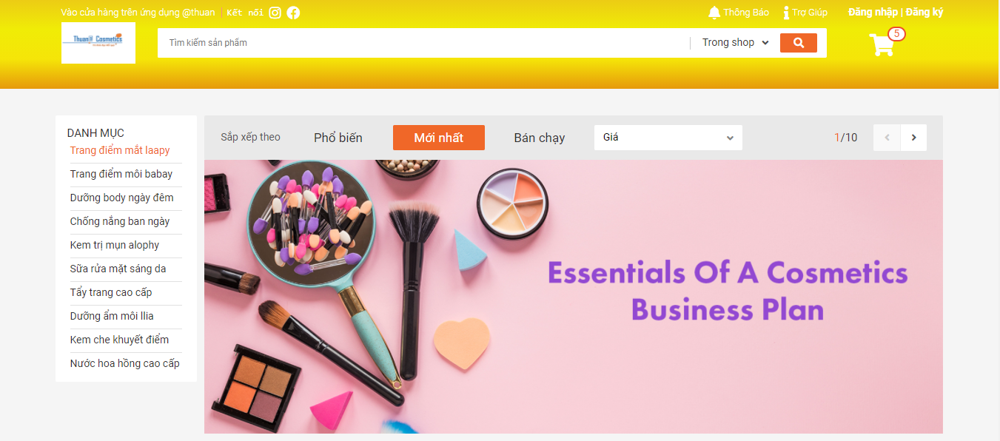 Vào cửa hàng trên ứng dụng @thuan
Kết nối
Thông Báo
Trợ Giúp
Đăng nhập | Đăng ký
Thuan Cosmetics
Tìm kiếm sản phẩm
Trong shop
5
DANH MỤC
Trang điểm mắt laapy
Trang điểm môi babay
Dưỡng body ngày đêm
Chống nắng ban ngày
Kem trị mụn alophy
Sữa rửa mặt sáng da
Tẩy trang cao cấp
Dưỡng ẩm môi llia
Kem che khuyết điểm
Nước hoa hồng cao cấp
Sắp xếp theo
Phổ biến
Mới nhất
Bán chạy
Giá
1/10
Essentials Of A Cosmetics
Business Plan